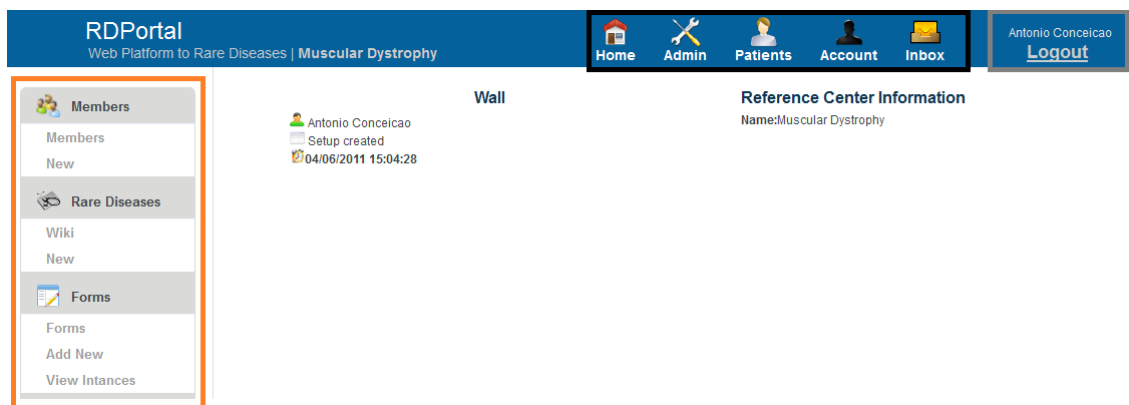 RDPortal
Web Platform to Rare Diseases | Muscular Dystrophy
Home Admin Patients Account Inbox
Antonio Conceicao
Logout
Members
Members
New
Rare Diseases
Wiki
New
Forms
Forms
Add New
View Intances
Wall
Antonio Conceicao
Setup created
04/06/2011 15:04:28
Reference Center Information
Name:Muscular Dystrophy